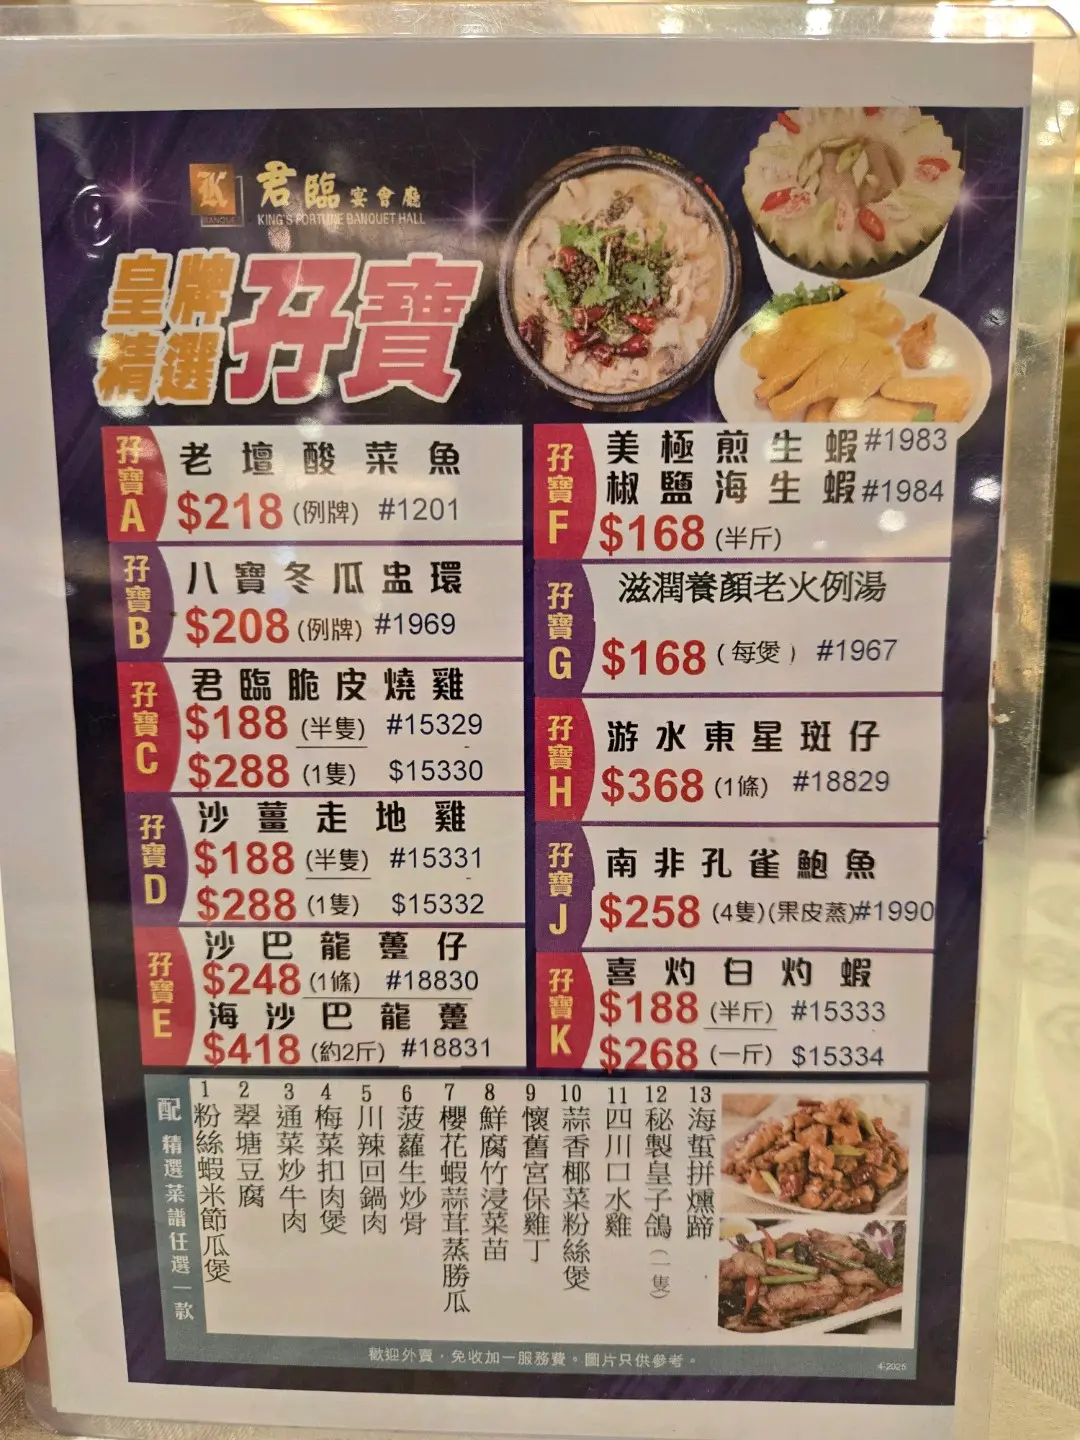 K
BANQUET
君臨宴會廳
KING'S FORTUNE BANQUET HALL
皇牌
精選
孖寶
孖寶A
老壇酸菜魚
$218 (例牌) #1201
孖寶B
八寶冬瓜盅環
$208 (例牌) #1969
孖寶C
君臨脆皮燒雞
$188 (半隻) #15329
$288 (1隻) $15330
孖寶D
沙薑走地雞
$188 (半隻) #15331
$288 (1隻) $15332
孖寶E
沙巴龍躉仔
$248 (1條) #18830
海沙巴龍躉
$418 (約2斤) #18831
孖寶F
美極煎生蝦 #1983
椒鹽海生蝦 #1984
$168 (半斤)
孖寶G
滋潤養顏老火例湯
$168 (每煲) #1967
孖寶H
游水東星斑仔
$368 (1條) #18829
孖寶J
南非孔雀鮑魚
$258 (4隻)(果皮蒸)#1990
孖寶K
喜灼白灼蝦
$188 (半斤) #15333
$268 (一斤) $15334
配 精選菜譜任選一款
1 粉絲蝦米節瓜煲
2 翠塘豆腐
3 通菜炒牛肉
4 梅菜扣肉煲
5 川辣回鍋肉
6 菠蘿生炒骨
7 櫻花蝦蒜茸蒸勝瓜
8 鮮腐竹浸菜苗
9 懷舊宮保雞丁
10 蒜香椰菜粉絲煲
11 四川口水雞
12 秘製皇子鴿(一隻)
13 海蜇拼燻蹄
歡迎外賣，免收加一服務費。圖片只供參考。
4-2025